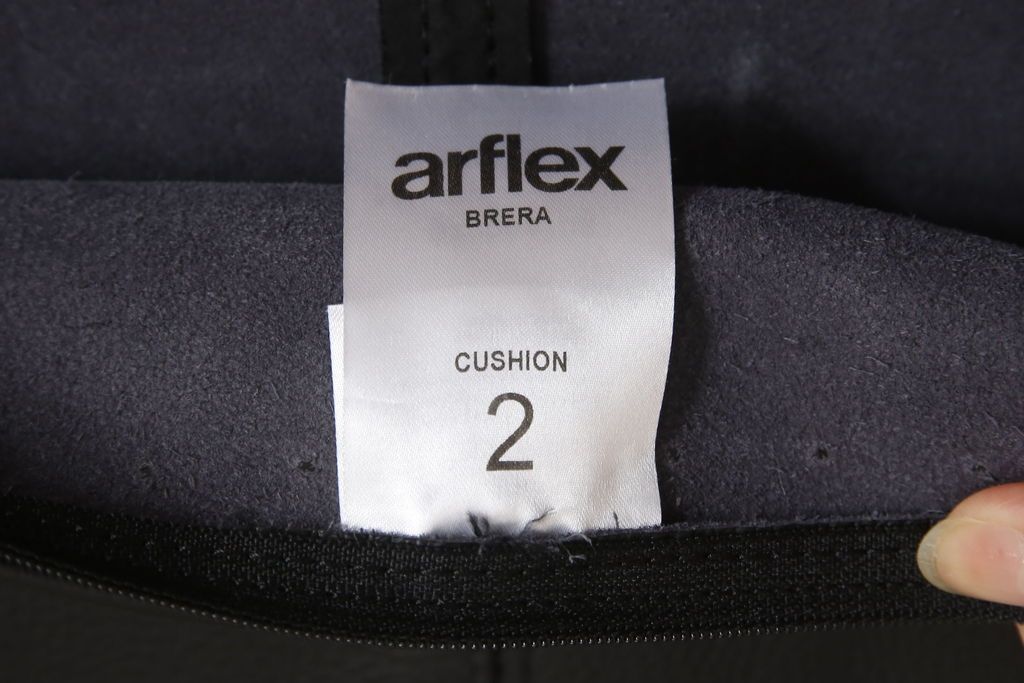 arflex
BRERA
CUSHION
2